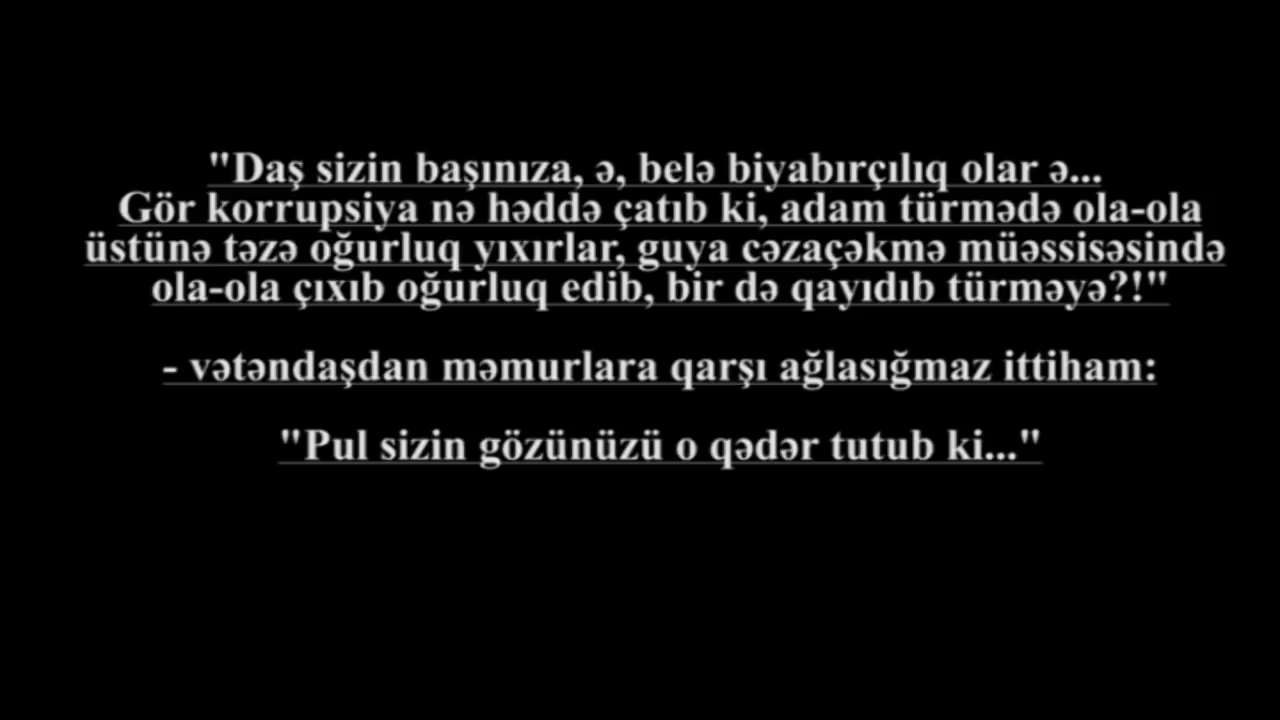 "Daş sizin başınıza, ə, belə biyabırçılıq olar ə...
Gör korrupsiya nə həddə çatıb ki, adam türmədə ola-ola
üstünə təzə oğurluq yıxırlar, guya cəzaçəkmə müəssisəsində
ola-ola çıxıb oğurluq edib, bir də qayıdıb türməyə?!"
- vətəndaşdan məmurlara qarşı ağlasığmaz ittiham:
"Pul sizin gözünüzü o qədər tutub ki..."